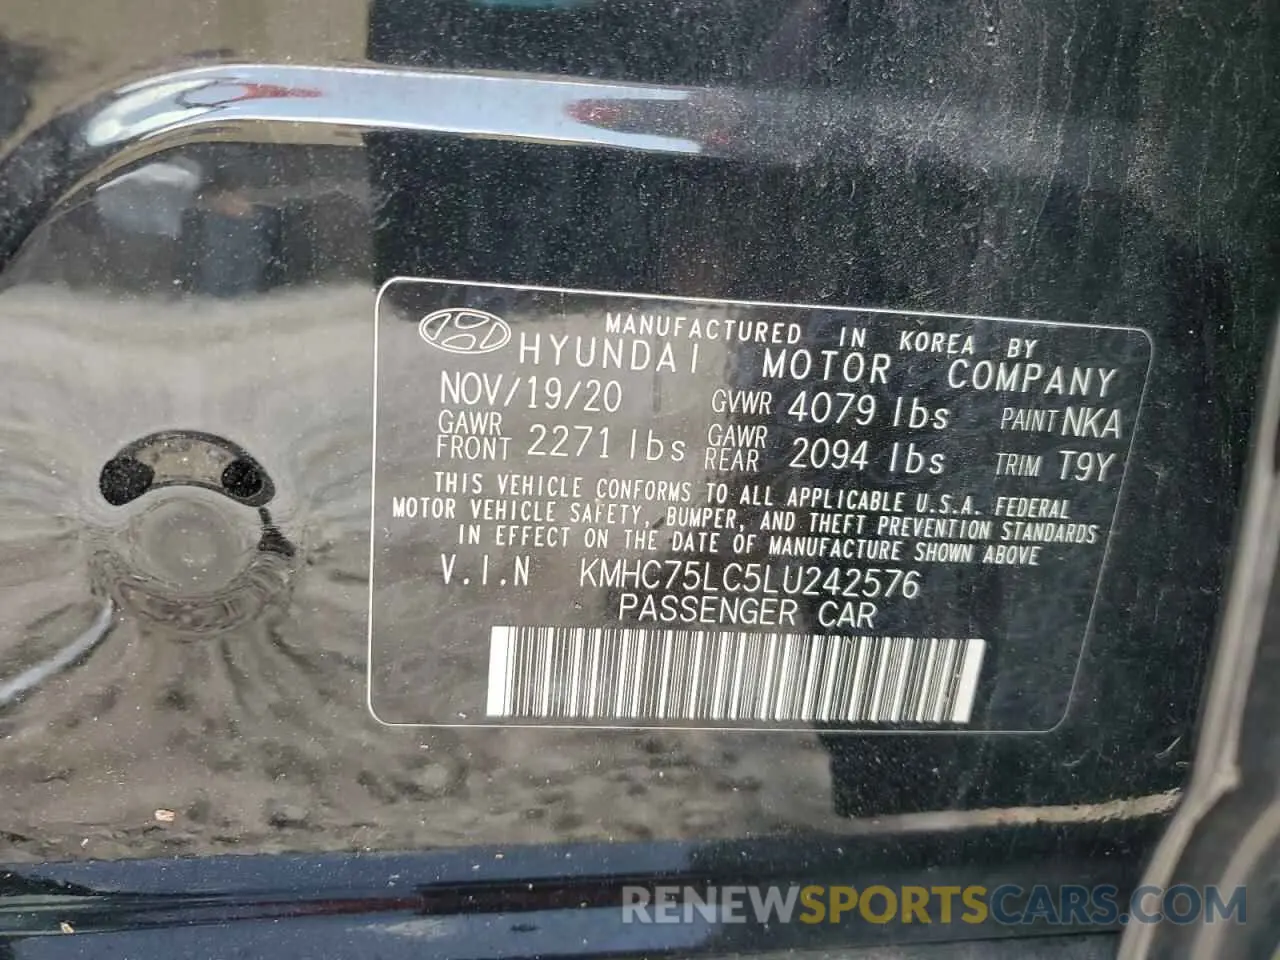 MANUFACTURED IN KOREA BY
HYUNDAI MOTOR COMPANY
NOV/19/20 GVWR 4079 lbs PAINT NKA
GAWR FRONT 2271 lbs GAWR REAR 2094 lbs TRIM T9Y
THIS VEHICLE CONFORMS TO ALL APPLICABLE U.S.A. FEDERAL
MOTOR VEHICLE SAFETY, BUMPER, AND THEFT PREVENTION STANDARDS
IN EFFECT ON THE DATE OF MANUFACTURE SHOWN ABOVE
V.I.N KMHC75LC5LU242576
PASSENGER CAR
RENEWSPORTSCARS.COM